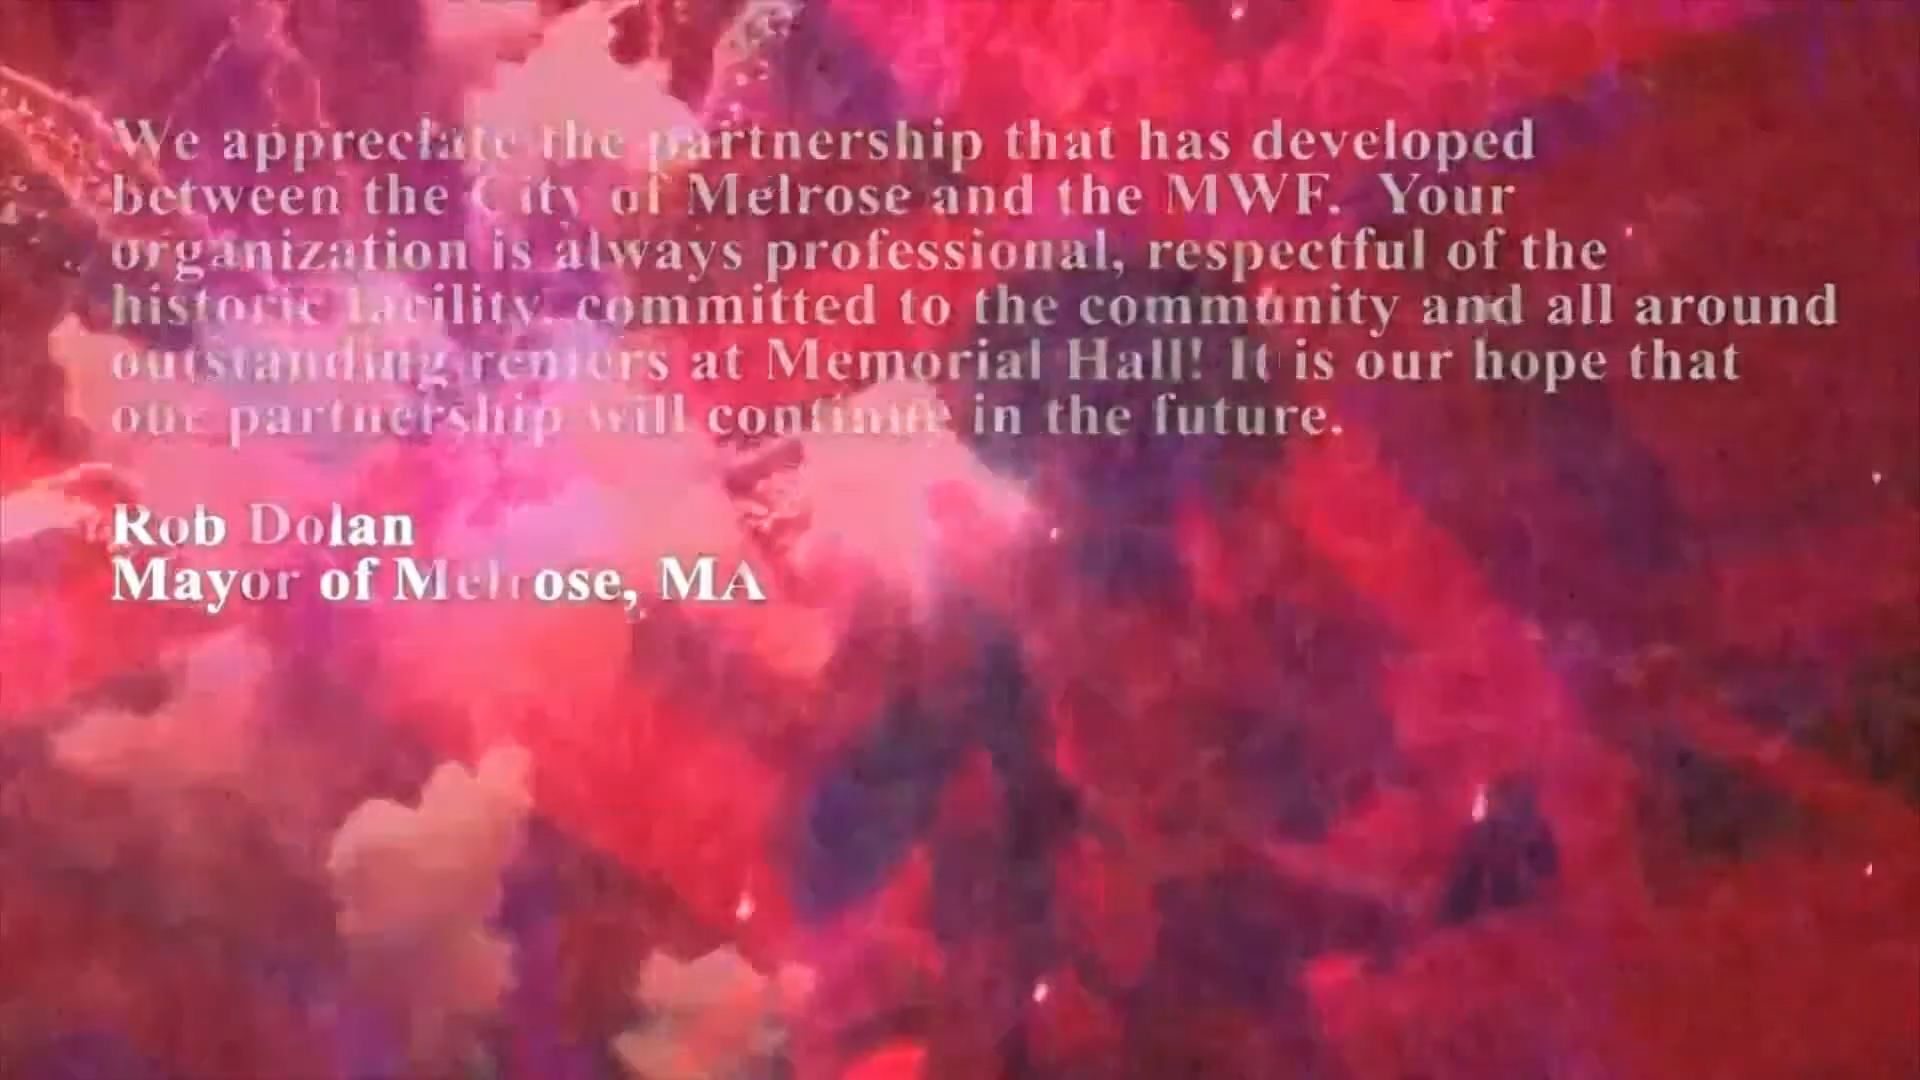 We appreciate the partnership that has developed
between the City of Melrose and the MWF. Your
organization is always professional, respectful of the
historic facility, committed to the community and all around
outstanding renters at Memorial Hall! It is our hope that
our partnership will continue in the future.
Rob Dolan
Mayor of Melrose, MA